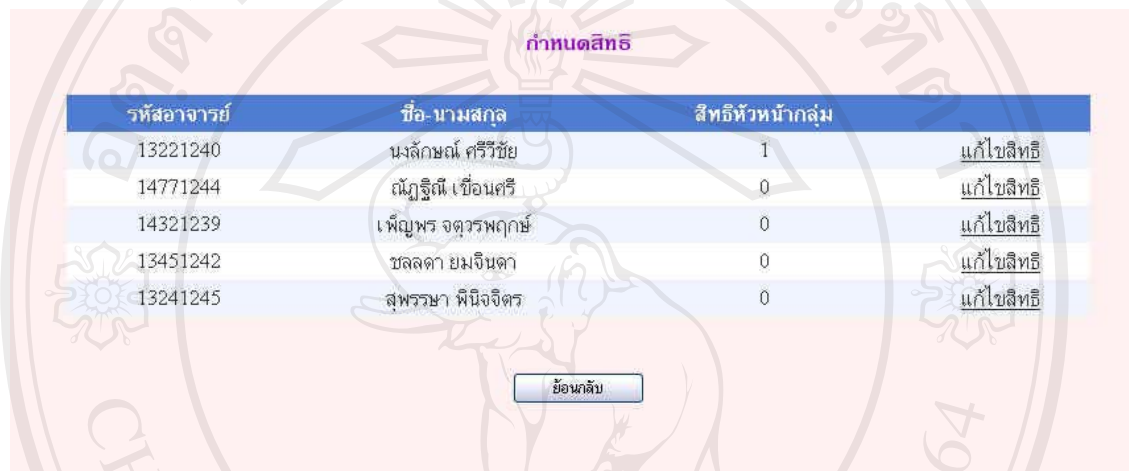 กำหนดสิทธิ
รหัสอาจารย์ ชื่อ-นามสกุล สิทธิหัวหน้ากลุ่ม
13221240 นงลักษณ์ ศรีวีชัย 1 แก้ไขสิทธิ
14771244 ณัฏฐิณี เขื่อนศรี 0 แก้ไขสิทธิ
14321239 เพ็ญพร จตุวรพฤกษ์ 0 แก้ไขสิทธิ
13451242 ชลลดา ยมจินดา 0 แก้ไขสิทธิ
13241245 สุพรรษา พินิจจิตร 0 แก้ไขสิทธิ
ย้อนกลับ